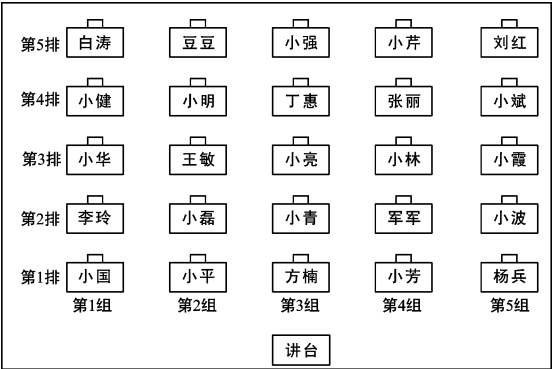 第5排 白涛 豆豆 小强 小芹 刘红
第4排 小健 小明 丁惠 张丽 小斌
第3排 小华 王敏 小亮 小林 小霞
第2排 李玲 小磊 小青 军军 小波
第1排 小国 小平 方楠 小芳 杨兵
第1组 第2组 第3组 第4组 第5组
讲台